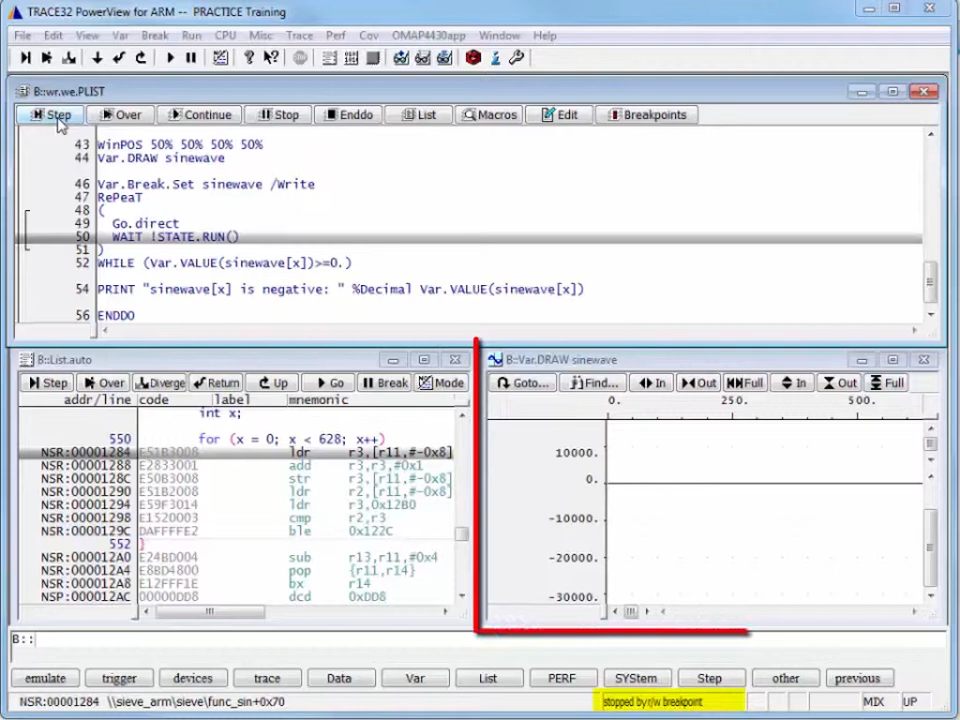 TRACE32 PowerView for ARM -- PRACTICE Training
File Edit View Var Break Run CPU Misc Trace Perf Cov OMAP4430app Window Help
B::wr.we.PLIST
Step Over Continue Stop Enddo List Macros Edit Breakpoints
43 WinPOS 50% 50% 50% 50%
44 Var.DRAW sinewave
46 Var.Break.Set sinewave /Write
47 RePeaT
48 (
49 Go.direct
50 WAIT !STATE.RUN()
51 )
52 WHILE (Var.VALUE(sinewave[x])>=0.)
54 PRINT "sinewave[x] is negative: " %Decimal Var.VALUE(sinewave[x])
56 ENDDO
B::List.auto
Step Over Diverge Return Up Go Break Mode
addr/line code label mnemonic
int x;
550 for (x = 0; x < 628; x++)
NSR:00001284 E51B3008 ldr r3,[r11,#-0x8]
NSR:00001288 E2833001 add r3,r3,#0x1
NSR:0000128C E50B3008 str r3,[r11,#-0x8]
NSR:00001290 E51B2008 ldr r2,[r11,#-0x8]
NSR:00001294 E59F3014 ldr r3,0x12B0
NSR:00001298 E1520003 cmp r2,r3
NSR:0000129C DAFFFFE2 ble 0x122C
552 }
NSR:000012A0 E24BD004 sub r13,r11,#0x4
NSR:000012A4 E8BD4800 pop {r11,r14}
NSR:000012A8 E12FFF1E bx r14
NSP:000012AC 00000DD8 dcd 0xDD8
B::Var.DRAW sinewave
Goto... Find... In Out Full In Out Full
0. 250. 500.
10000.
0.
-10000.
-20000.
-30000.
B::
emulate trigger devices trace Data Var List PERF SYStem Step other previous
NSR:00001284 \\sieve_arm\sieve\func_sin+0x70 stopped by r/w breakpoint MIX UP